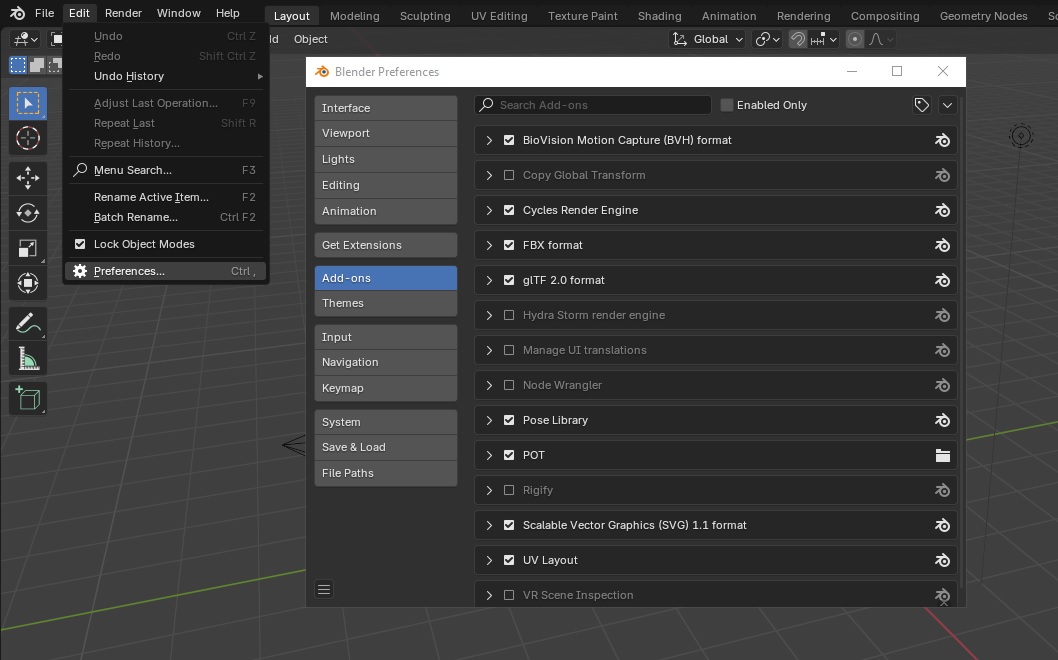 File Edit Render Window Help Layout Modeling Sculpting UV Editing Texture Paint Shading Animation Rendering Compositing Geometry Nodes
Object Global
Undo Ctrl Z
Redo Shift Ctrl Z
Undo History
Adjust Last Operation... F9
Repeat Last Shift R
Repeat History...
Menu Search... F3
Rename Active Item... F2
Batch Rename... Ctrl F2
Lock Object Modes
Preferences... Ctrl ,
Blender Preferences
Interface
Viewport
Lights
Editing
Animation
Get Extensions
Add-ons
Themes
Input
Navigation
Keymap
System
Save & Load
File Paths
Search Add-ons Enabled Only
BioVision Motion Capture (BVH) format
Copy Global Transform
Cycles Render Engine
FBX format
glTF 2.0 format
Hydra Storm render engine
Manage UI translations
Node Wrangler
Pose Library
POT
Rigify
Scalable Vector Graphics (SVG) 1.1 format
UV Layout
VR Scene Inspection